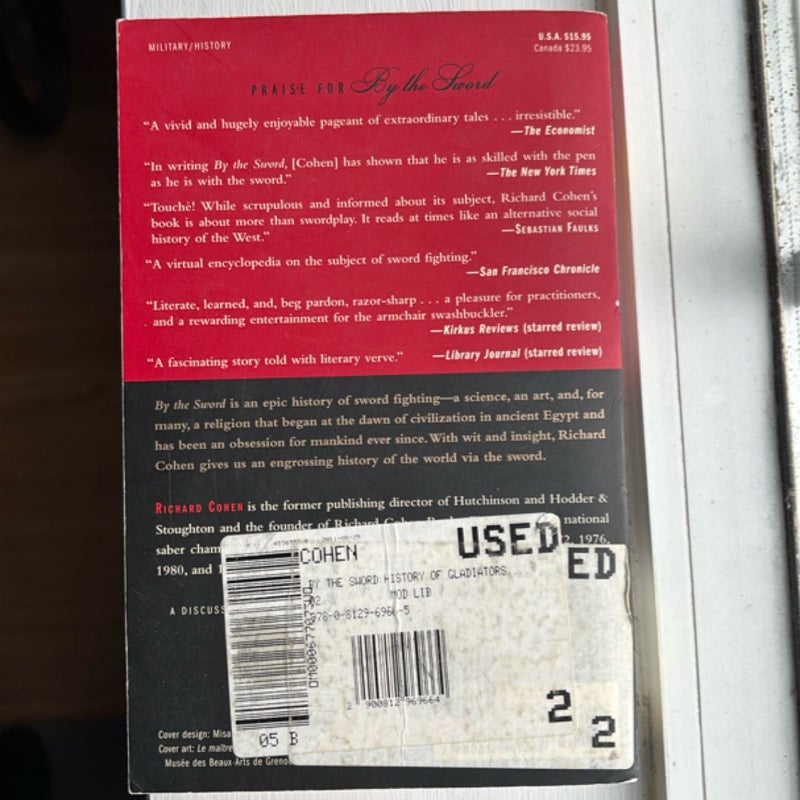 MILITARY/HISTORY
U.S.A. $15.95
Canada $23.95
PRAISE FOR By the Sword
“A vivid and hugely enjoyable pageant of extraordinary tales . . . irresistible.”
—The Economist
“In writing By the Sword, [Cohen] has shown that he is as skilled with the pen
as he is with the sword.”
—The New York Times
“Touché! While scrupulous and informed about its subject, Richard Cohen’s
book is about more than swordplay. It reads at times like an alternative social
history of the West.”
—SEBASTIAN FAULKS
“A virtual encyclopedia on the subject of sword fighting.”
—San Francisco Chronicle
“Literate, learned, and, beg pardon, razor-sharp . . . a pleasure for practitioners,
and a rewarding entertainment for the armchair swashbuckler.”
—Kirkus Reviews (starred review)
“A fascinating story told with literary verve.”
—Library Journal (starred review)
By the Sword is an epic history of sword fighting—a science, an art, and, for
many, a religion that began at the dawn of civilization in ancient Egypt and
has been an obsession for mankind ever since. With wit and insight, Richard
Cohen gives us an engrossing history of the world via the sword.
RICHARD COHEN is the former publishing director of Hutchinson and Hodder &
Stoughton and the founder of Richard national
saber 1976,
1980, and
A
COHEN USED
ED
BY THE SWORD:HISTORY OF GLADIATORS
MOD LIB
2 900812 969664
2
2
05 B
Cover design:
Cover art: Le
Musée des Beaux-Arts de